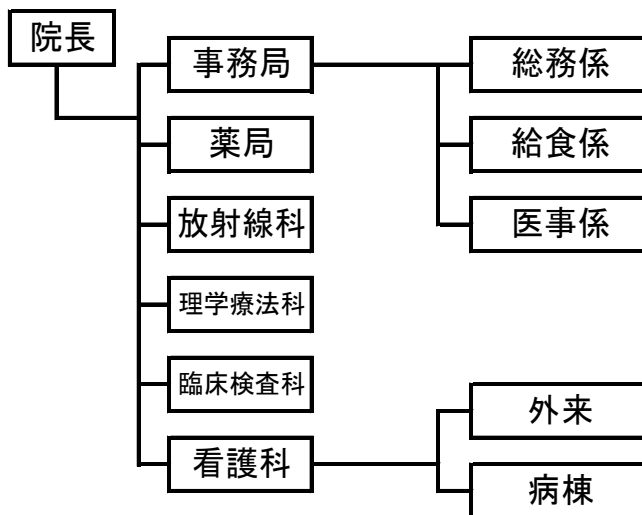 院長
事務局
総務係
薬局
給食係
放射線科
医事係
理学療法科
臨床検査科
外来
看護科
病棟